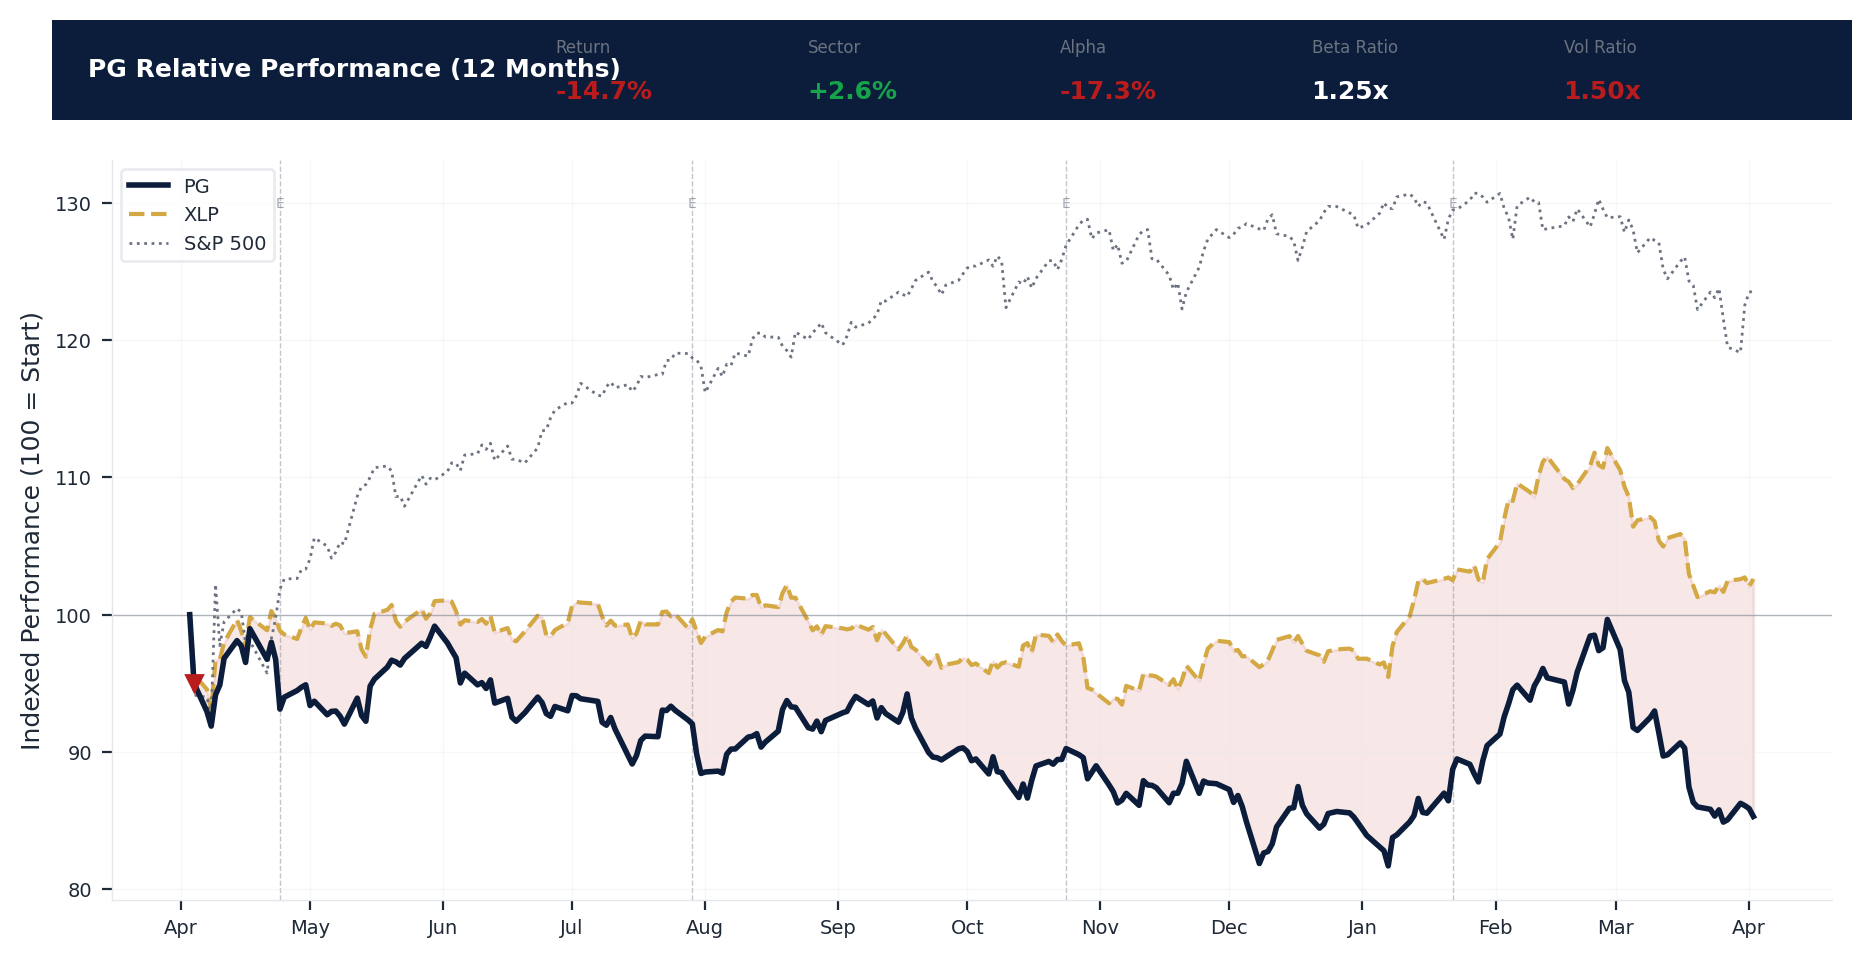 PG Relative Performance (12 Months)
Return
-14.7%
Sector
+2.6%
Alpha
-17.3%
Beta Ratio
1.25x
Vol Ratio
1.50x
PG
XLP
S&P 500
E
E
E
E
Indexed Performance (100 = Start)
130
120
110
100
90
80
Apr
May
Jun
Jul
Aug
Sep
Oct
Nov
Dec
Jan
Feb
Mar
Apr